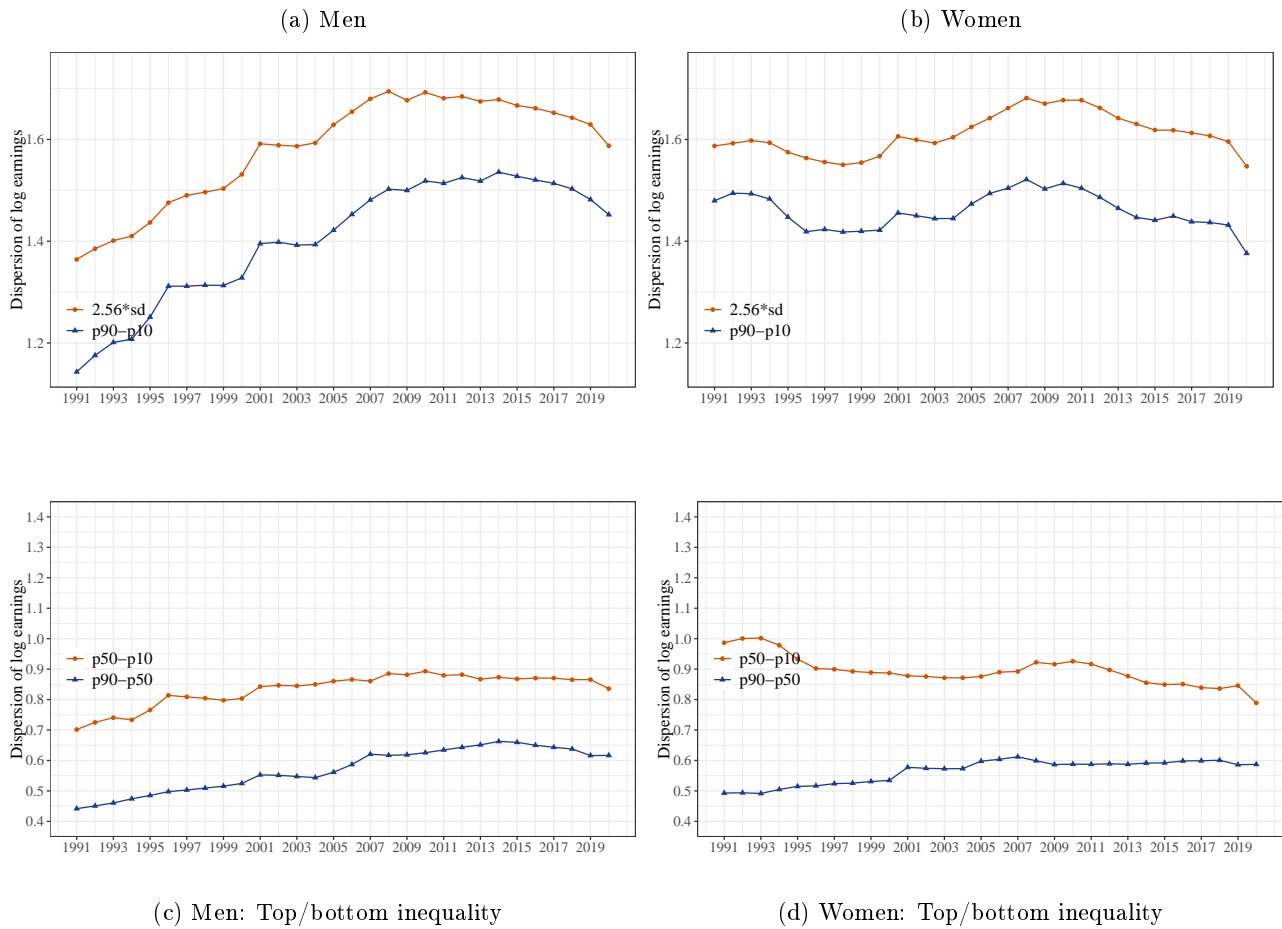 (a) Men
Dispersion of log earnings
1.6
1.4
1.2
2.56*sd
p90−p10
1991 1993 1995 1997 1999 2001 2003 2005 2007 2009 2011 2013 2015 2017 2019
(b) Women
Dispersion of log earnings
1.6
1.4
1.2
2.56*sd
p90−p10
1991 1993 1995 1997 1999 2001 2003 2005 2007 2009 2011 2013 2015 2017 2019
Dispersion of log earnings
1.4
1.3
1.2
1.1
1.0
0.9
0.8
0.7
0.6
0.5
0.4
p50−p10
p90−p50
1991 1993 1995 1997 1999 2001 2003 2005 2007 2009 2011 2013 2015 2017 2019
(c) Men: Top/bottom inequality
Dispersion of log earnings
1.4
1.3
1.2
1.1
1.0
0.9
0.8
0.7
0.6
0.5
0.4
p50−p10
p90−p50
1991 1993 1995 1997 1999 2001 2003 2005 2007 2009 2011 2013 2015 2017 2019
(d) Women: Top/bottom inequality